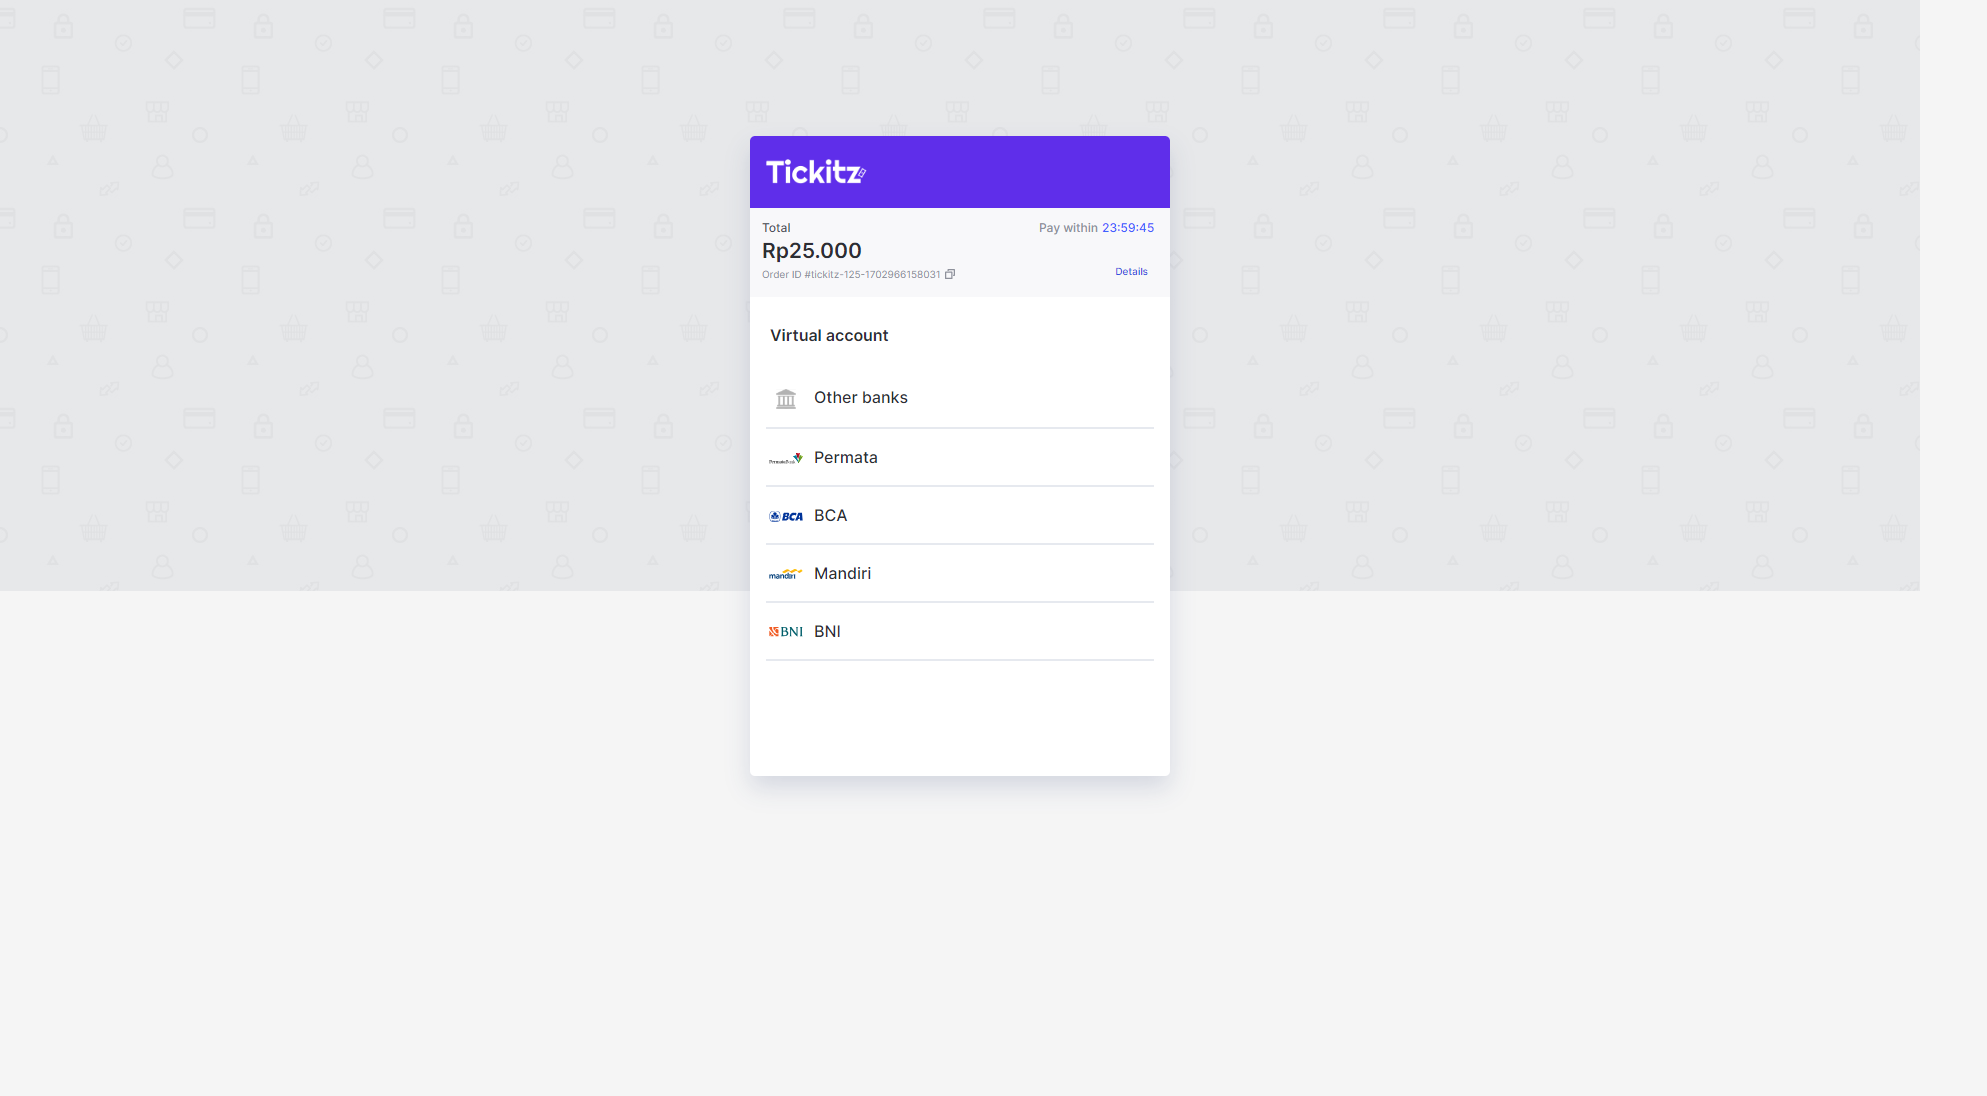 Tickitz
Total
Pay within 23:59:45
Rp25.000
Order ID #tickitz-125-1702966158031
Details
Virtual account
Other banks
PermataBank Permata
BCA BCA
mandiri Mandiri
BNI BNI